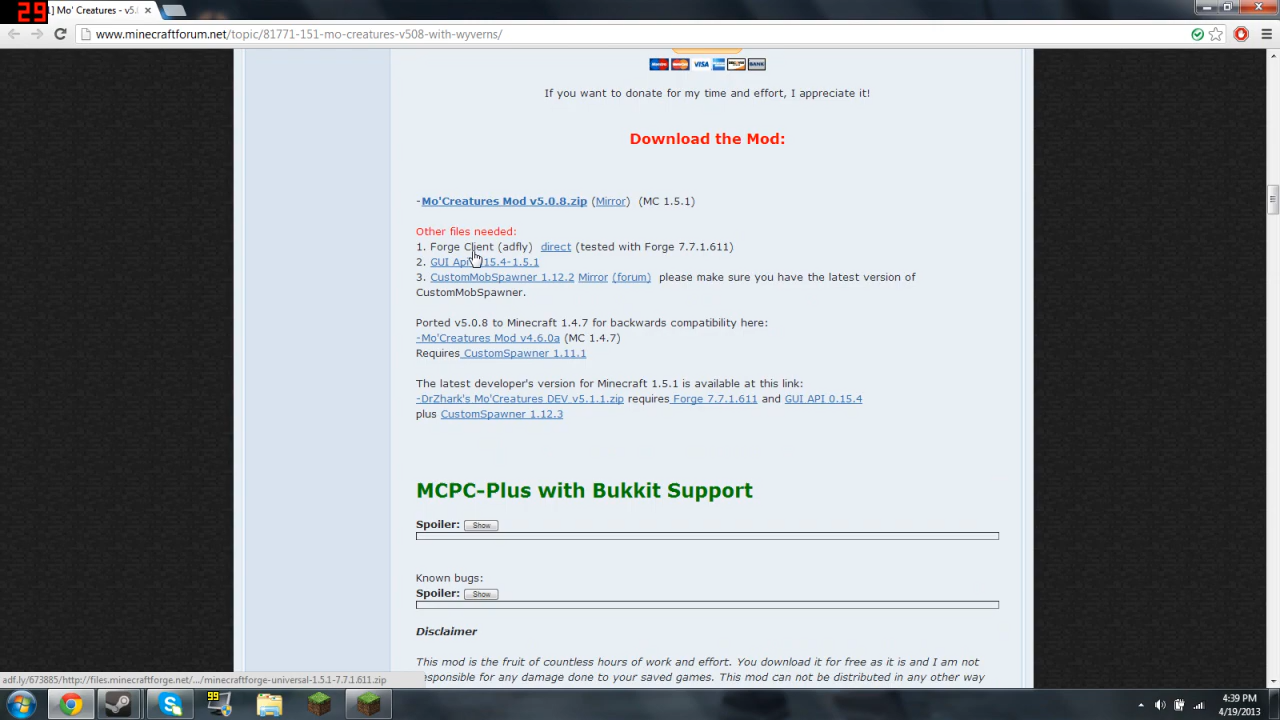 29
] Mo' Creatures - v5.
www.minecraftforum.net/topic/81771-151-mo-creatures-v508-with-wyverns/
VISA
BANK
If you want to donate for my time and effort, I appreciate it!
Download the Mod:
-Mo'Creatures Mod v5.0.8.zip (Mirror) (MC 1.5.1)
Other files needed:
1. Forge Client (adfly) direct (tested with Forge 7.7.1.611)
2. GUI Api 15.4-1.5.1
3. CustomMobSpawner 1.12.2 Mirror (forum) please make sure you have the latest version of
CustomMobSpawner.
Ported v5.0.8 to Minecraft 1.4.7 for backwards compatibility here:
-Mo'Creatures Mod v4.6.0a (MC 1.4.7)
Requires CustomSpawner 1.11.1
The latest developer's version for Minecraft 1.5.1 is available at this link:
-DrZhark's Mo'Creatures DEV v5.1.1.zip requires Forge 7.7.1.611 and GUI API 0.15.4
plus CustomSpawner 1.12.3
MCPC-Plus with Bukkit Support
Spoiler: Show
Known bugs:
Spoiler: Show
Disclaimer
This mod is the fruit of countless hours of work and effort. You download it for free as it is and I am not
responsible for any damage done to your saved games. This mod can not be distributed in any other way
adf.ly/673885/http://files.minecraftforge.net/.../minecraftforge-universal-1.5.1-7.7.1.611.zip
99
4:39 PM
4/19/2013